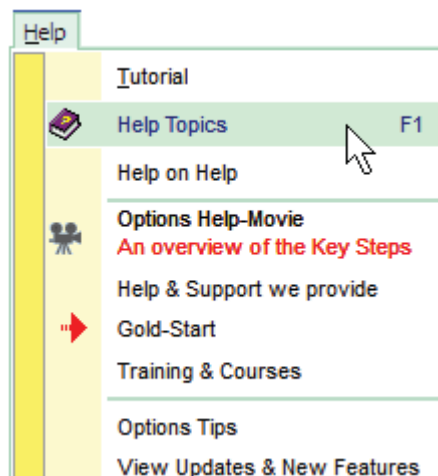 Help
Tutorial
Help Topics F1
Help on Help
Options Help-Movie
An overview of the Key Steps
Help & Support we provide
Gold-Start
Training & Courses
Options Tips
View Updates & New Features